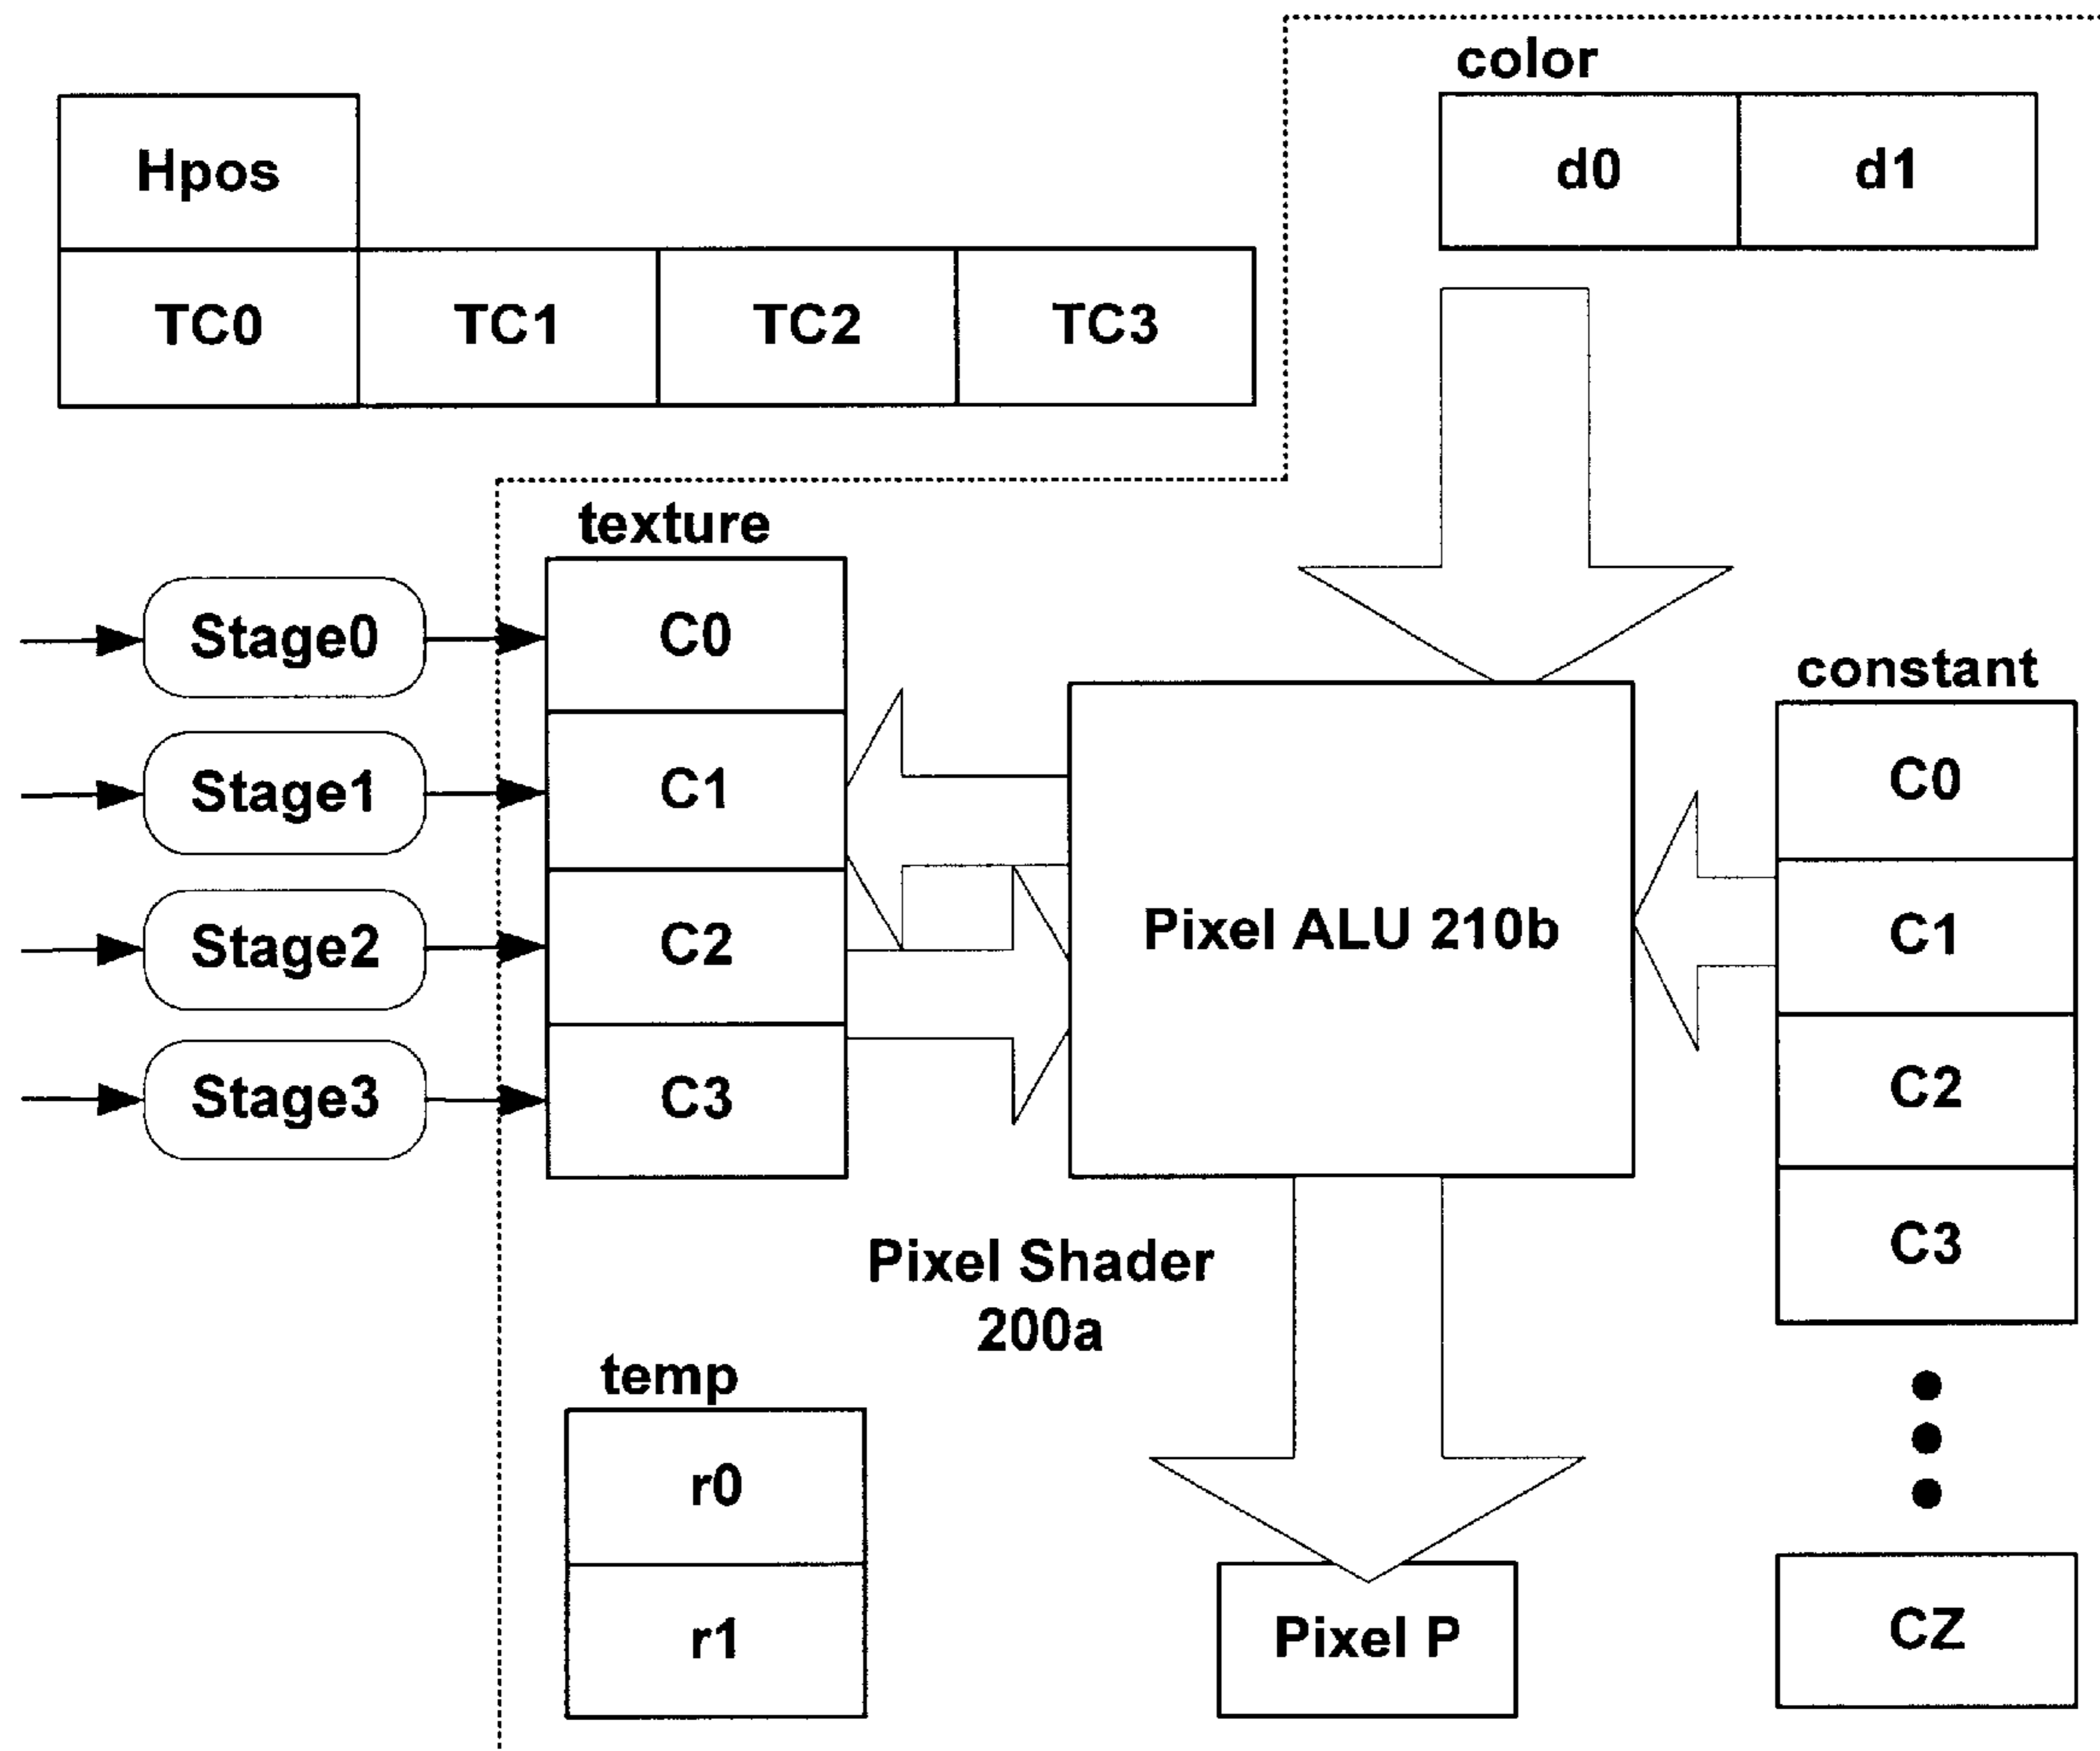 color
Hpos
d0
d1
TC0
TC1
TC2
TC3
texture
Stage0
Stage1
Stage2
Stage3
C0
C1
C2
C3
Pixel ALU 210b
constant
C0
C1
C2
C3
CZ
Pixel Shader
200a
temp
r0
r1
Pixel P